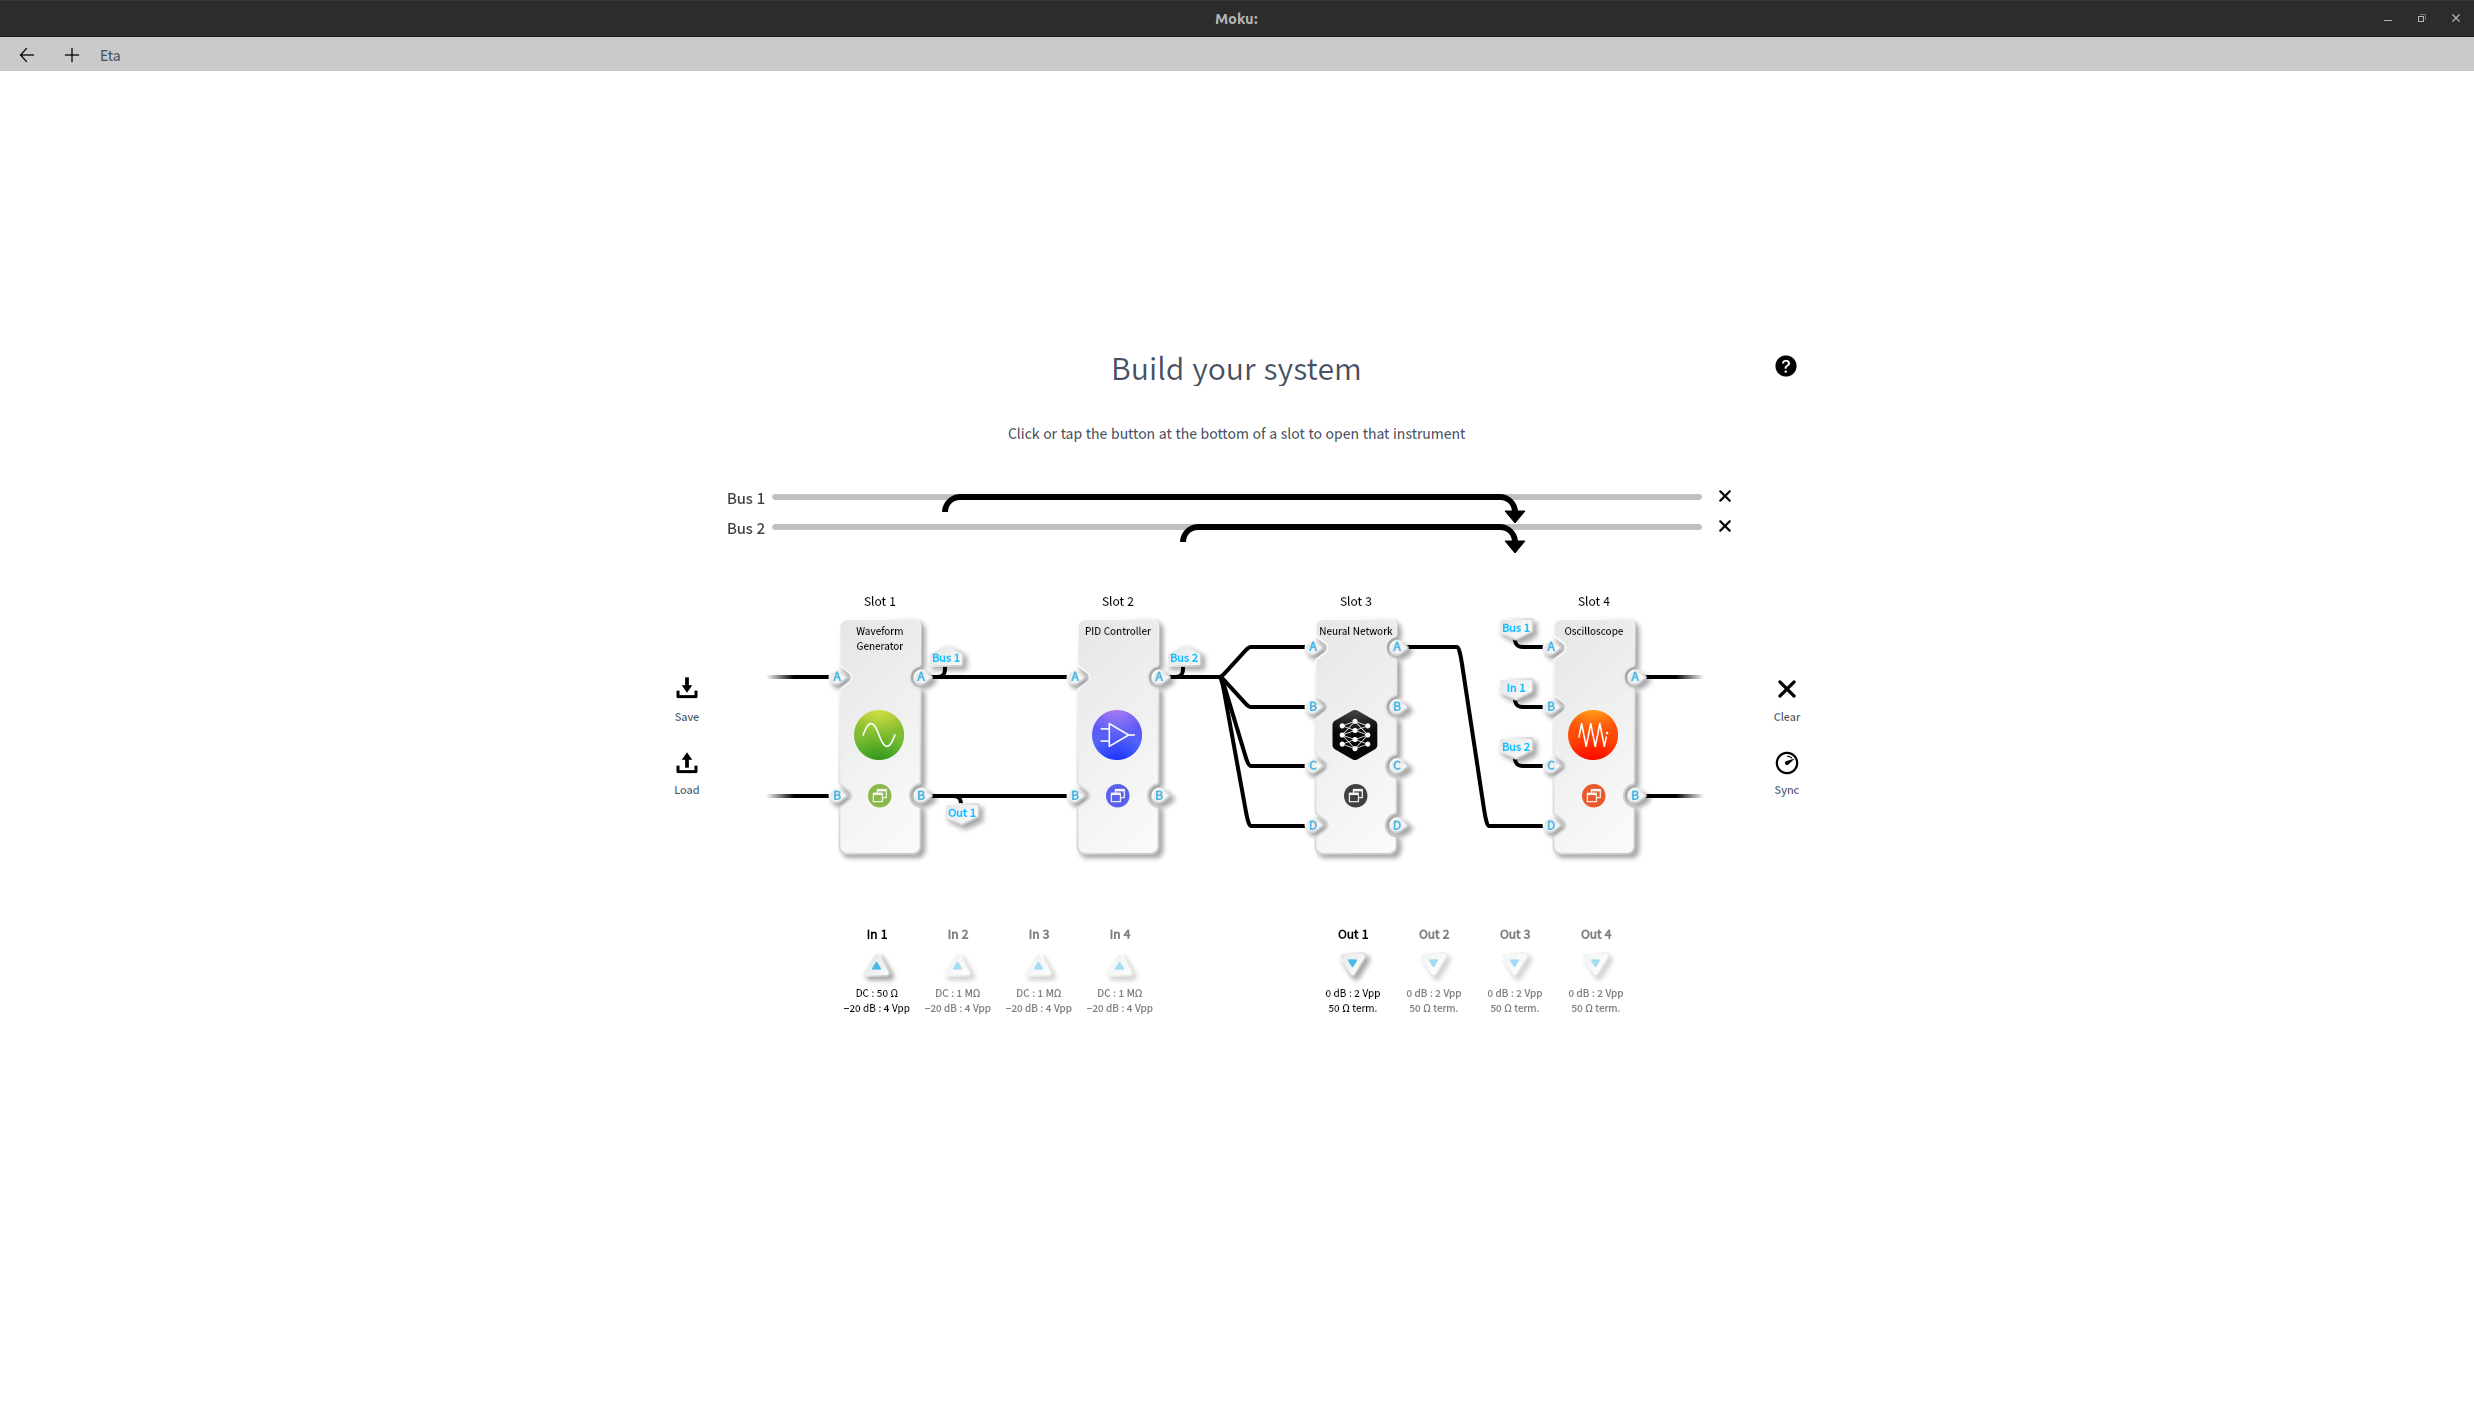 Moku:
Eta
Build your system
Click or tap the button at the bottom of a slot to open that instrument
Bus 1
Bus 2
Slot 1
Slot 2
Slot 3
Slot 4
Waveform
Generator
PID Controller
Neural Network
Oscilloscope
Bus 1
Bus 2
Bus 1
In 1
Bus 2
Out 1
A
B
A
B
A
B
A
B
A
B
C
D
A
B
C
D
A
B
C
D
A
B
Save
Load
Clear
Sync
In 1
In 2
In 3
In 4
Out 1
Out 2
Out 3
Out 4
DC : 50 Ω
−20 dB : 4 Vpp
DC : 1 MΩ
−20 dB : 4 Vpp
DC : 1 MΩ
−20 dB : 4 Vpp
DC : 1 MΩ
−20 dB : 4 Vpp
0 dB : 2 Vpp
50 Ω term.
0 dB : 2 Vpp
50 Ω term.
0 dB : 2 Vpp
50 Ω term.
0 dB : 2 Vpp
50 Ω term.